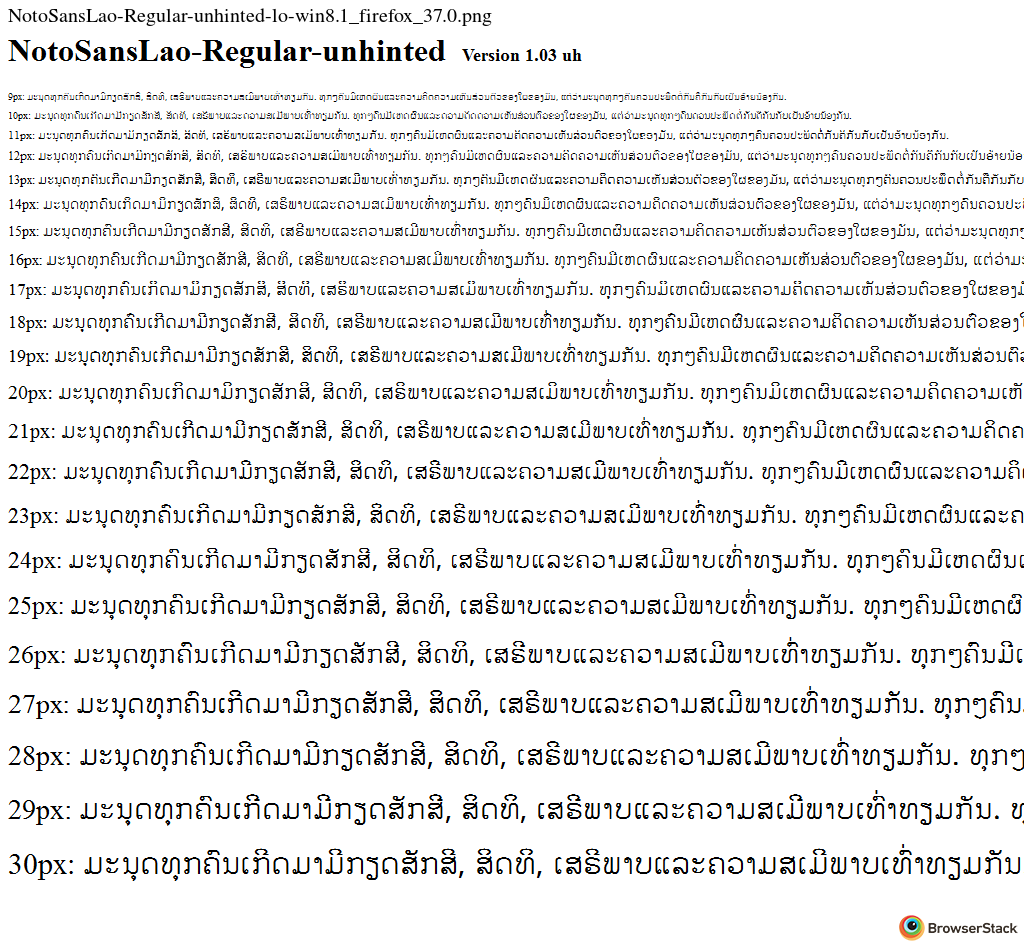 NotoSansLao-Regular-unhinted-lo-win8.1_firefox_37.0.png
NotoSansLao-Regular-unhinted Version 1.03 uh
9px: ມະນຸດທຸກຄົນເກີດມາມີກຽດສັກສີ, ສິດທິ, ເສຣີພາບແລະຄວາມສເມີພາບເທົ່າທຽມກັນ. ທຸກໆຄົນມີເຫດຜົນແລະຄວາມຄິດຄວາມເຫັນສ່ວນຕົວຂອງໃຜຂອງມັນ, ແຕ່ວ່າມະນຸດທຸກໆຄົນຄວນປະພຶດຕໍ່ກັນຄືກັນກັບເປັນອ້າຍນ້ອງກັນ.
10px: ມະນຸດທຸກຄົນເກີດມາມີກຽດສັກສີ, ສິດທິ, ເສຣີພາບແລະຄວາມສເມີພາບເທົ່າທຽມກັນ. ທຸກໆຄົນມີເຫດຜົນແລະຄວາມຄິດຄວາມເຫັນສ່ວນຕົວຂອງໃຜຂອງມັນ, ແຕ່ວ່າມະນຸດທຸກໆຄົນຄວນປະພຶດຕໍ່ກັນຄືກັນກັບເປັນອ້າຍນ້ອງກັນ.
11px: ມະນຸດທຸກຄົນເກີດມາມີກຽດສັກສີ, ສິດທິ, ເສຣີພາບແລະຄວາມສເມີພາບເທົ່າທຽມກັນ. ທຸກໆຄົນມີເຫດຜົນແລະຄວາມຄິດຄວາມເຫັນສ່ວນຕົວຂອງໃຜຂອງມັນ, ແຕ່ວ່າມະນຸດທຸກໆຄົນຄວນປະພຶດຕໍ່ກັນຄືກັນກັບເປັນອ້າຍນ້ອງກັນ.
12px: ມະນຸດທຸກຄົນເກີດມາມີກຽດສັກສີ, ສິດທິ, ເສຣີພາບແລະຄວາມສເມີພາບເທົ່າທຽມກັນ. ທຸກໆຄົນມີເຫດຜົນແລະຄວາມຄິດຄວາມເຫັນສ່ວນຕົວຂອງໃຜຂອງມັນ, ແຕ່ວ່າມະນຸດທຸກໆຄົນຄວນປະພຶດຕໍ່ກັນຄືກັນກັບເປັນອ້າຍນ້ອ
13px: ມະນຸດທຸກຄົນເກີດມາມີກຽດສັກສີ, ສິດທິ, ເສຣີພາບແລະຄວາມສເມີພາບເທົ່າທຽມກັນ. ທຸກໆຄົນມີເຫດຜົນແລະຄວາມຄິດຄວາມເຫັນສ່ວນຕົວຂອງໃຜຂອງມັນ, ແຕ່ວ່າມະນຸດທຸກໆຄົນຄວນປະພຶດຕໍ່ກັນຄືກັນກັບ
14px: ມະນຸດທຸກຄົນເກີດມາມີກຽດສັກສີ, ສິດທິ, ເສຣີພາບແລະຄວາມສເມີພາບເທົ່າທຽມກັນ. ທຸກໆຄົນມີເຫດຜົນແລະຄວາມຄິດຄວາມເຫັນສ່ວນຕົວຂອງໃຜຂອງມັນ, ແຕ່ວ່າມະນຸດທຸກໆຄົນຄວນປະພຶ
15px: ມະນຸດທຸກຄົນເກີດມາມີກຽດສັກສີ, ສິດທິ, ເສຣີພາບແລະຄວາມສເມີພາບເທົ່າທຽມກັນ. ທຸກໆຄົນມີເຫດຜົນແລະຄວາມຄິດຄວາມເຫັນສ່ວນຕົວຂອງໃຜຂອງມັນ, ແຕ່ວ່າມະນຸດທຸກໆ
16px: ມະນຸດທຸກຄົນເກີດມາມີກຽດສັກສີ, ສິດທິ, ເສຣີພາບແລະຄວາມສເມີພາບເທົ່າທຽມກັນ. ທຸກໆຄົນມີເຫດຜົນແລະຄວາມຄິດຄວາມເຫັນສ່ວນຕົວຂອງໃຜຂອງມັນ, ແຕ່ວ່າມະ
17px: ມະນຸດທຸກຄົນເກີດມາມີກຽດສັກສີ, ສິດທິ, ເສຣີພາບແລະຄວາມສເມີພາບເທົ່າທຽມກັນ. ທຸກໆຄົນມີເຫດຜົນແລະຄວາມຄິດຄວາມເຫັນສ່ວນຕົວຂອງໃຜຂອງມັ
18px: ມະນຸດທຸກຄົນເກີດມາມີກຽດສັກສີ, ສິດທິ, ເສຣີພາບແລະຄວາມສເມີພາບເທົ່າທຽມກັນ. ທຸກໆຄົນມີເຫດຜົນແລະຄວາມຄິດຄວາມເຫັນສ່ວນຕົວຂອງໃ
19px: ມະນຸດທຸກຄົນເກີດມາມີກຽດສັກສີ, ສິດທິ, ເສຣີພາບແລະຄວາມສເມີພາບເທົ່າທຽມກັນ. ທຸກໆຄົນມີເຫດຜົນແລະຄວາມຄິດຄວາມເຫັນສ່ວນຕົວ
20px: ມະນຸດທຸກຄົນເກີດມາມີກຽດສັກສີ, ສິດທິ, ເສຣີພາບແລະຄວາມສເມີພາບເທົ່າທຽມກັນ. ທຸກໆຄົນມີເຫດຜົນແລະຄວາມຄິດຄວາມເຫັ
21px: ມະນຸດທຸກຄົນເກີດມາມີກຽດສັກສີ, ສິດທິ, ເສຣີພາບແລະຄວາມສເມີພາບເທົ່າທຽມກັນ. ທຸກໆຄົນມີເຫດຜົນແລະຄວາມຄິດຄ
22px: ມະນຸດທຸກຄົນເກີດມາມີກຽດສັກສີ, ສິດທິ, ເສຣີພາບແລະຄວາມສເມີພາບເທົ່າທຽມກັນ. ທຸກໆຄົນມີເຫດຜົນແລະຄວາມຄິ
23px: ມະນຸດທຸກຄົນເກີດມາມີກຽດສັກສີ, ສິດທິ, ເສຣີພາບແລະຄວາມສເມີພາບເທົ່າທຽມກັນ. ທຸກໆຄົນມີເຫດຜົນແລະຄ
24px: ມະນຸດທຸກຄົນເກີດມາມີກຽດສັກສີ, ສິດທິ, ເສຣີພາບແລະຄວາມສເມີພາບເທົ່າທຽມກັນ. ທຸກໆຄົນມີເຫດຜົນແ
25px: ມະນຸດທຸກຄົນເກີດມາມີກຽດສັກສີ, ສິດທິ, ເສຣີພາບແລະຄວາມສເມີພາບເທົ່າທຽມກັນ. ທຸກໆຄົນມີເຫດຜົ
26px: ມະນຸດທຸກຄົນເກີດມາມີກຽດສັກສີ, ສິດທິ, ເສຣີພາບແລະຄວາມສເມີພາບເທົ່າທຽມກັນ. ທຸກໆຄົນມີເ
27px: ມະນຸດທຸກຄົນເກີດມາມີກຽດສັກສີ, ສິດທິ, ເສຣີພາບແລະຄວາມສເມີພາບເທົ່າທຽມກັນ. ທຸກໆຄົນ
28px: ມະນຸດທຸກຄົນເກີດມາມີກຽດສັກສີ, ສິດທິ, ເສຣີພາບແລະຄວາມສເມີພາບເທົ່າທຽມກັນ. ທຸກໆ
29px: ມະນຸດທຸກຄົນເກີດມາມີກຽດສັກສີ, ສິດທິ, ເສຣີພາບແລະຄວາມສເມີພາບເທົ່າທຽມກັນ. ທຸ
30px: ມະນຸດທຸກຄົນເກີດມາມີກຽດສັກສີ, ສິດທິ, ເສຣີພາບແລະຄວາມສເມີພາບເທົ່າທຽມກັນ
BrowserStack